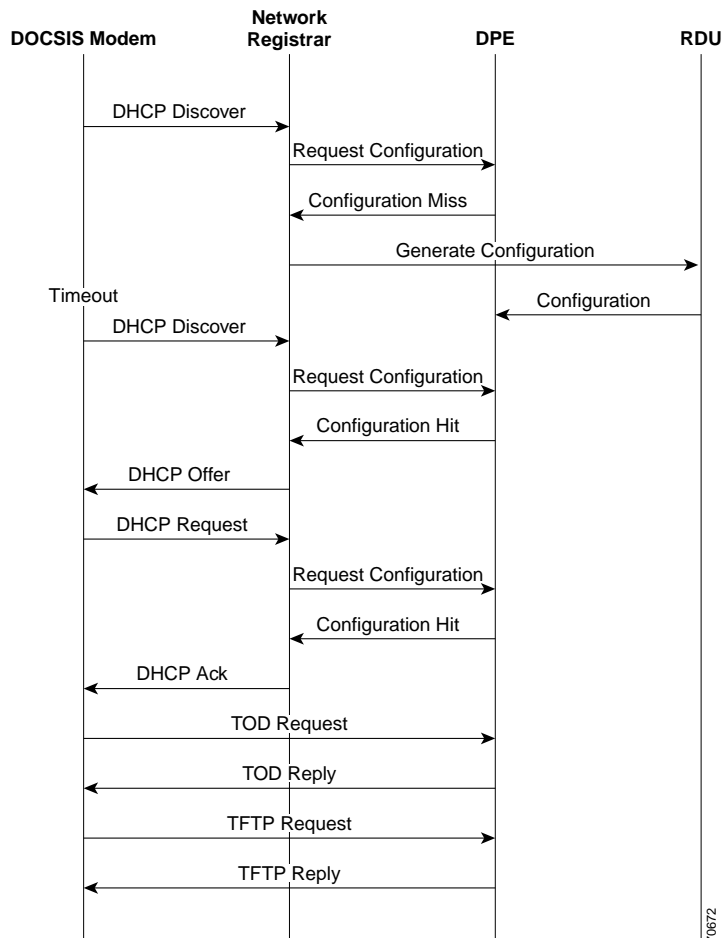 DOCSIS Modem
Network
Registrar
DPE
RDU
DHCP Discover
Request Configuration
Configuration Miss
Generate Configuration
Timeout
Configuration
DHCP Discover
Request Configuration
Configuration Hit
DHCP Offer
DHCP Request
Request Configuration
Configuration Hit
DHCP Ack
TOD Request
TOD Reply
TFTP Request
TFTP Reply